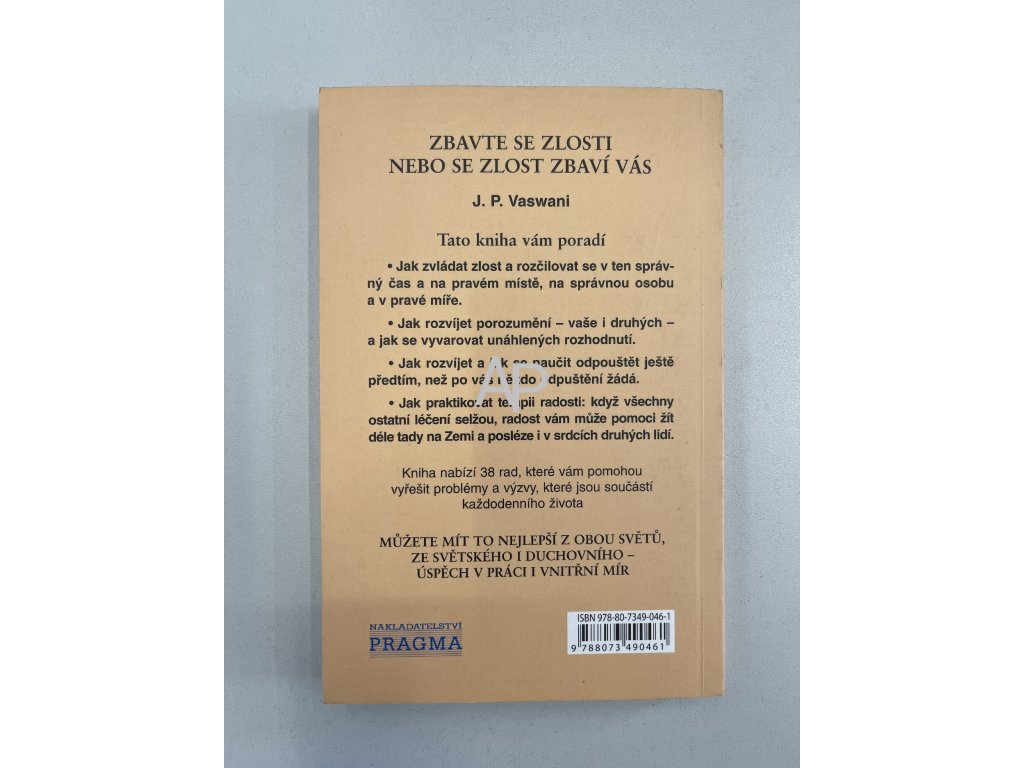 ZBAVTE SE ZLOSTI
NEBO SE ZLOST ZBAVÍ VÁS
J. P. Vaswani
Tato kniha vám poradí
• Jak zvládat zlost a rozčilovat se v ten správ-
ný čas a na pravém místě, na správnou osobu
a v pravé míře.
• Jak rozvíjet porozumění – vaše i druhých –
a jak se vyvarovat unáhlených rozhodnutí.
• Jak rozvíjet a jak se naučit odpouštět ještě
předtím, než po vás někdo odpuštění žádá.
• Jak praktikovat terapii radosti: když všechny
ostatní léčení selžou, radost vám může pomoci žít
déle tady na Zemi a posléze i v srdcích druhých lidí.
AP
Kniha nabízí 38 rad, které vám pomohou
vyřešit problémy a výzvy, které jsou součástí
každodenního života
MŮŽETE MÍT TO NEJLEPŠÍ Z OBOU SVĚTŮ,
ZE SVĚTSKÉHO I DUCHOVNÍHO –
ÚSPĚCH V PRÁCI I VNITŘNÍ MÍR
NAKLADATELSTVÍ
PRAGMA
ISBN 978-80-7349-046-1
9 788073 490461